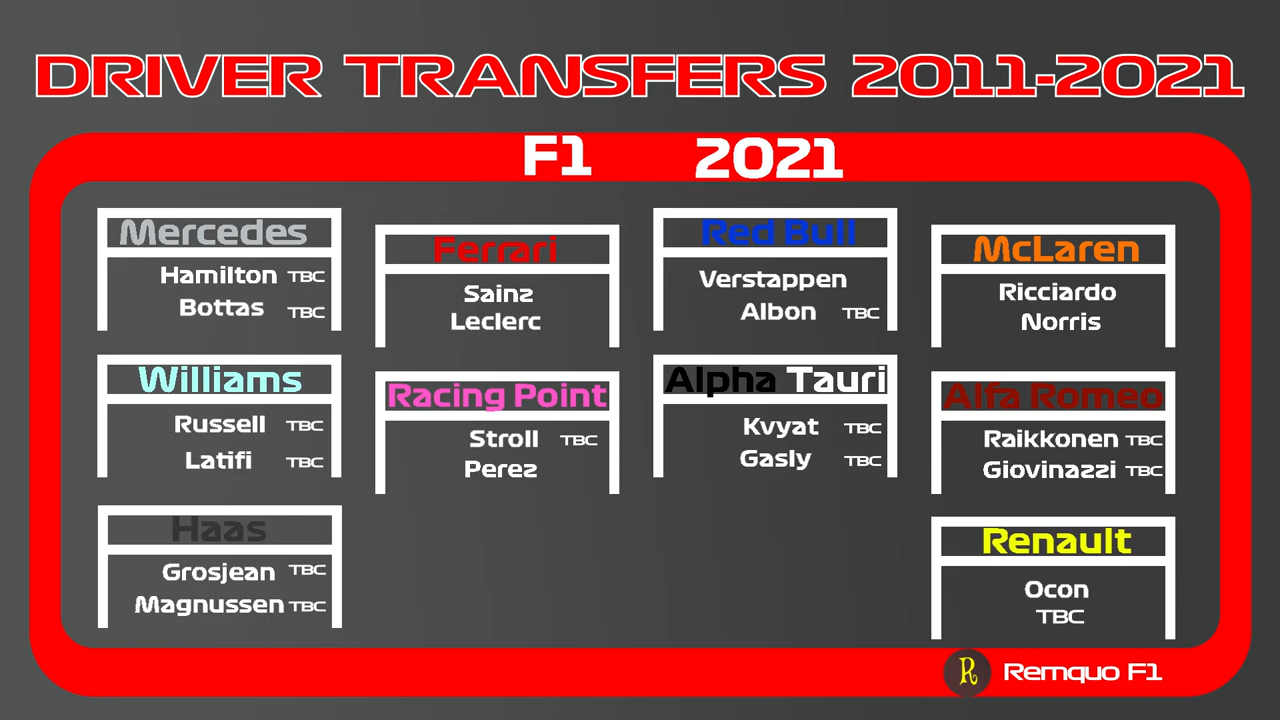 DRIVER TRANSFERS 2011-2021
F1 2021
Mercedes
Hamilton TBC
Bottas TBC
Ferrari
Sainz
Leclerc
Red Bull
Verstappen
Albon TBC
McLaren
Ricciardo
Norris
Williams
Russell TBC
Latifi TBC
Racing Point
Stroll TBC
Perez
Alpha Tauri
Kvyat TBC
Gasly TBC
Alfa Romeo
Raikkonen TBC
Giovinazzi TBC
Haas
Grosjean TBC
Magnussen TBC
Renault
Ocon
TBC
R Remquo F1